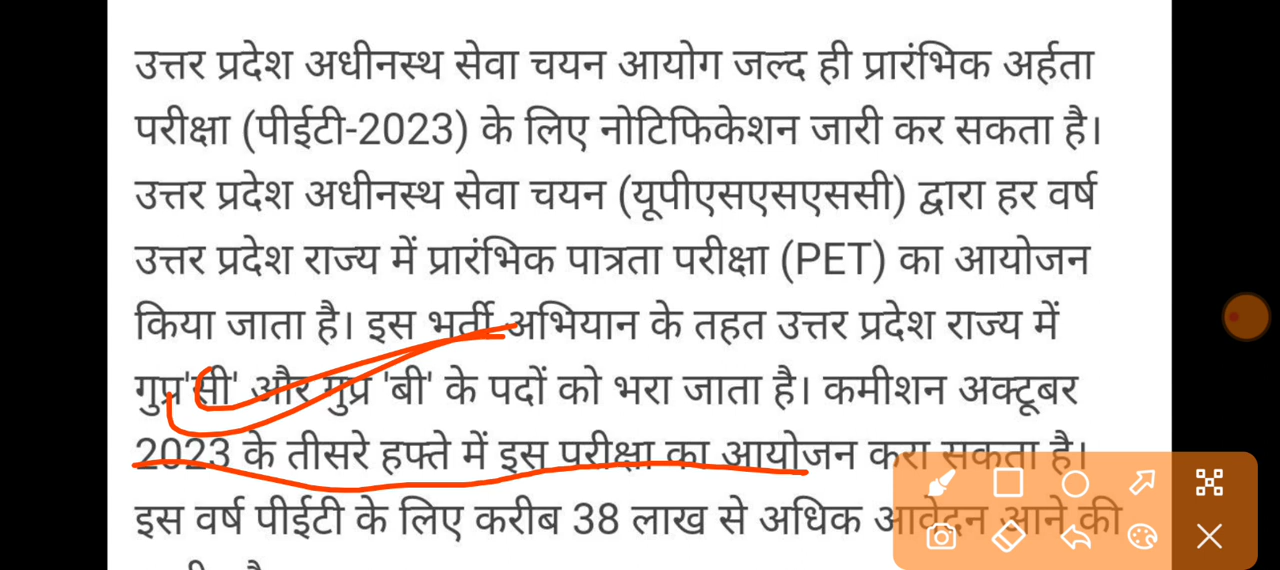 उत्तर प्रदेश अधीनस्थ सेवा चयन आयोग जल्द ही प्रारंभिक अर्हता
परीक्षा (पीईटी-2023) के लिए नोटिफिकेशन जारी कर सकता है।
उत्तर प्रदेश अधीनस्थ सेवा चयन (यूपीएसएसएससी) द्वारा हर वर्ष
उत्तर प्रदेश राज्य में प्रारंभिक पात्रता परीक्षा (PET) का आयोजन
किया जाता है। इस भर्ती अभियान के तहत उत्तर प्रदेश राज्य में
गुप्र'सी' और गुप्र 'बी' के पदों को भरा जाता है। कमीशन अक्टूबर
2023 के तीसरे हफ्ते में इस परीक्षा का आयोजन करा सकता है।
इस वर्ष पीईटी के लिए करीब 38 लाख से अधिक आवेदन आने की